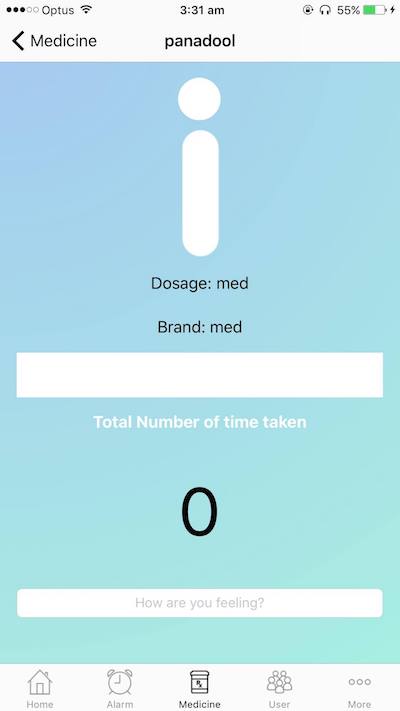 Optus 3:31 am 55%
Medicine panadool
Dosage: med
Brand: med
Total Number of time taken
0
How are you feeling?
Home Alarm Medicine User More